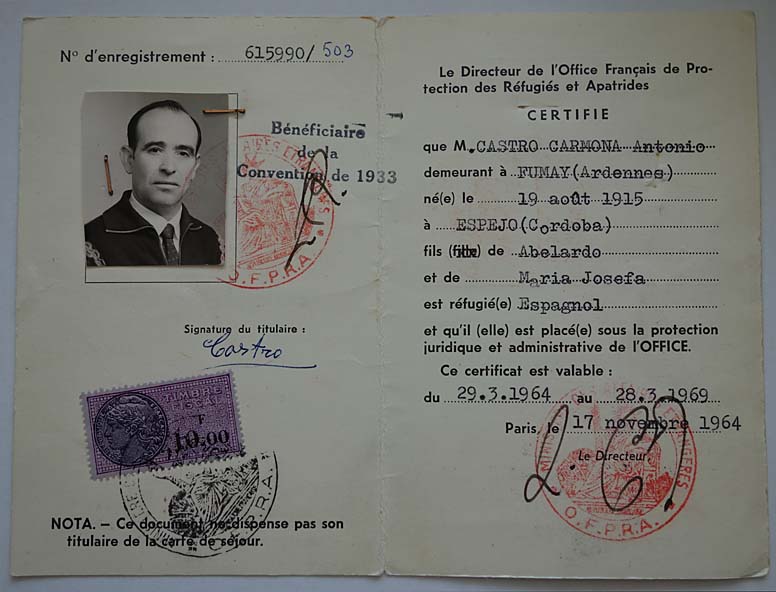 N° d'enregistrement : 615990/ 503
Bénéficiaire
de la
Convention de 1933
O.F.P.R.A.
Signature du titulaire :
Castro
TIMBRE
FISCAL
10.00
O.F.P.R.A.
NOTA. – Ce document ne dispense pas son
titulaire de la carte de séjour.
Le Directeur de l'Office Français de Pro-
tection des Réfugiés et Apatrides
CERTIFIE
que M. CASTRO CARMONA Antonio
demeurant à FUMAY(Ardennes)
né(e) le 19 août 1915
à ESPEJO(Cordoba)
fils (fille) de Abelardo
et de Maria Josefa
est réfugié(e) Espagnol
et qu'il (elle) est placé(e) sous la protection
juridique et administrative de l'OFFICE.
Ce certificat est valable :
du 29.3.1964 au 28.3.1969
Paris, le 17 novembre 1964
Le Directeur,
O.F.P.R.A.